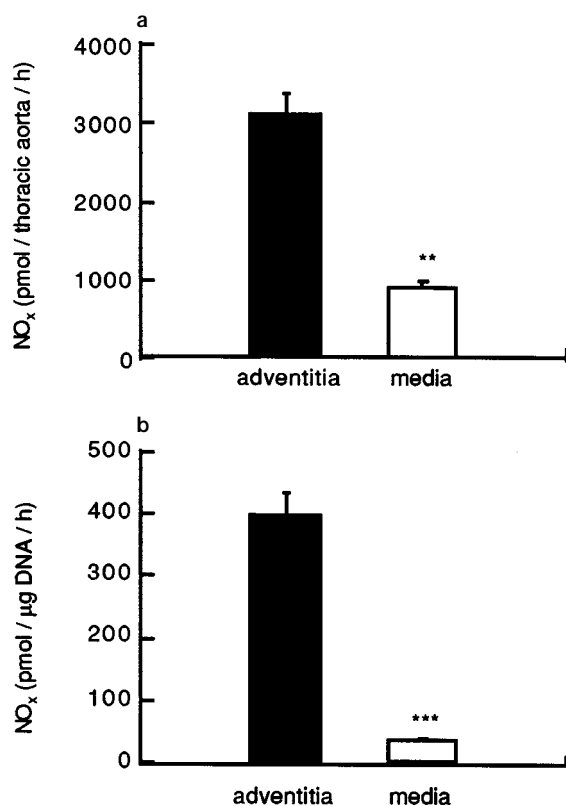 a
NOₓ (pmol / thoracic aorta / h)
4000
3000
2000
1000
0
**
adventitia media
b
NOₓ (pmol / µg DNA / h)
500
400
300
200
100
0
***
adventitia media